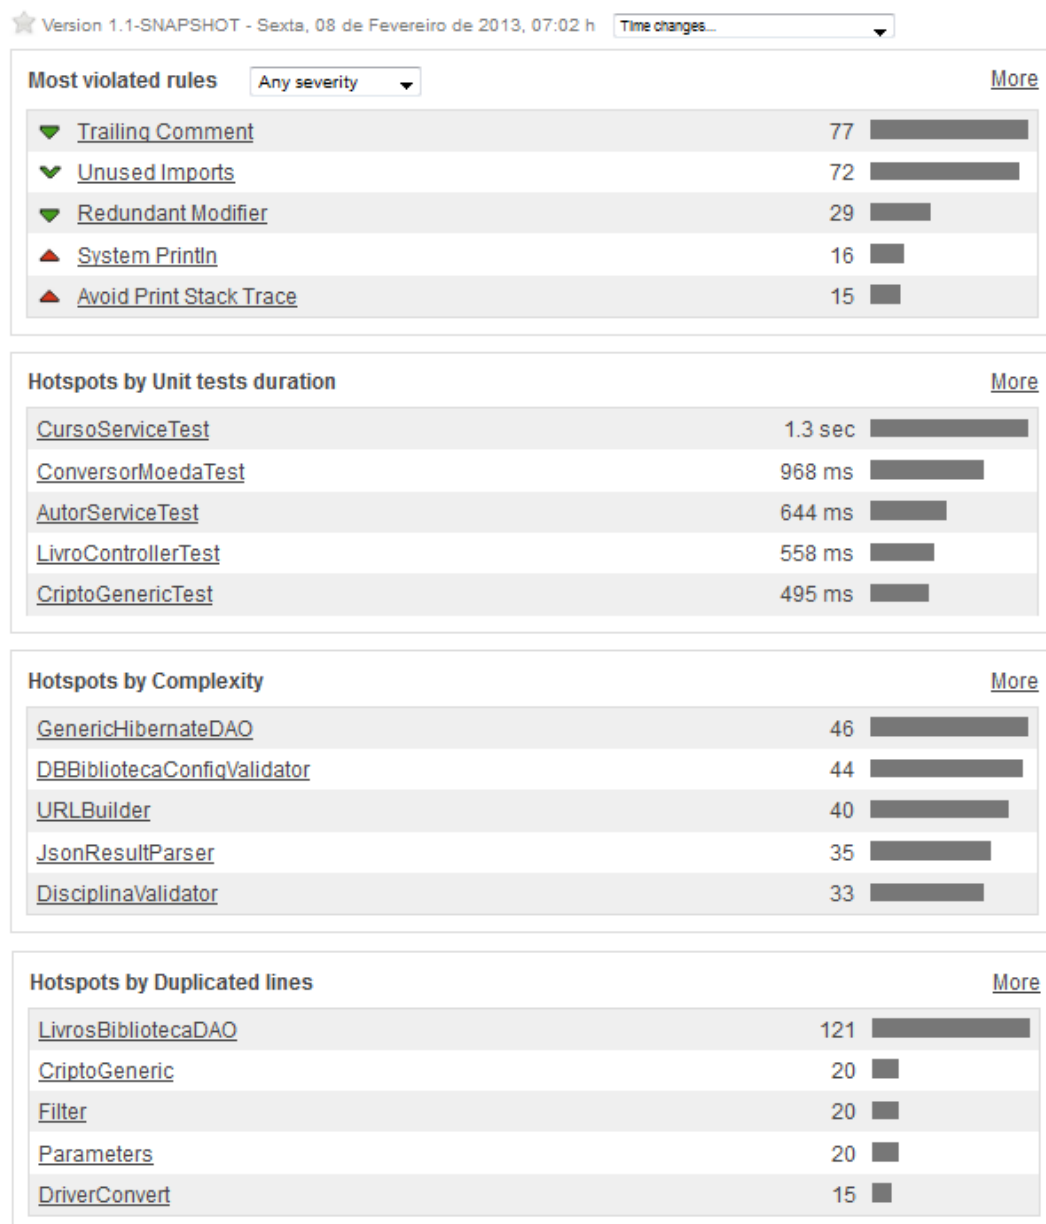 Version 1.1-SNAPSHOT - Sexta, 08 de Fevereiro de 2013, 07:02 h Time changes...
Most violated rules Any severity More
Trailing Comment 77
Unused Imports 72
Redundant Modifier 29
System Println 16
Avoid Print Stack Trace 15
Hotspots by Unit tests duration More
CursoServiceTest 1.3 sec
ConversorMoedaTest 968 ms
AutorServiceTest 644 ms
LivroControllerTest 558 ms
CriptoGenericTest 495 ms
Hotspots by Complexity More
GenericHibernateDAO 46
DBBibliotecaConfigValidator 44
URLBuilder 40
JsonResultParser 35
DisciplinaValidator 33
Hotspots by Duplicated lines More
LivrosBibliotecaDAO 121
CriptoGeneric 20
Filter 20
Parameters 20
DriverConvert 15